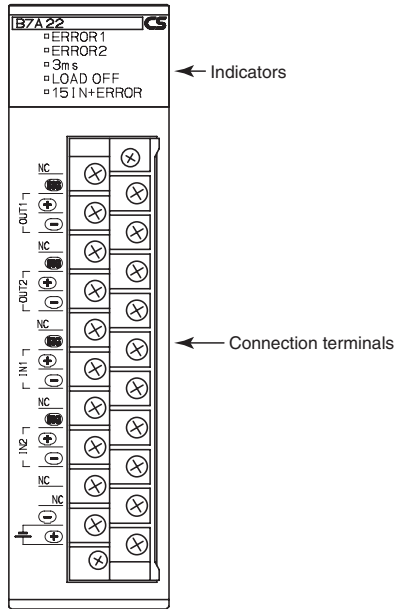 B7A22 CS
ERROR1
ERROR2
3ms
LOAD OFF
15IN+ERROR
Indicators
NC
+
OUT1
−
NC
+
OUT2
−
NC
Connection terminals
+
IN1
−
NC
+
IN2
−
NC
NC
−
+